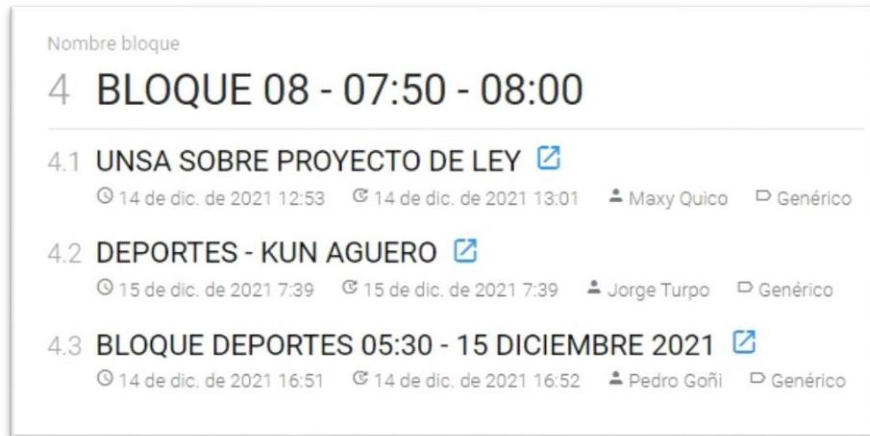 Nombre bloque
4 BLOQUE 08 - 07:50 - 08:00
4.1 UNSA SOBRE PROYECTO DE LEY
14 de dic. de 2021 12:53 14 de dic. de 2021 13:01 Maxy Quico Genérico
4.2 DEPORTES - KUN AGUERO
15 de dic. de 2021 7:39 15 de dic. de 2021 7:39 Jorge Turpo Genérico
4.3 BLOQUE DEPORTES 05:30 - 15 DICIEMBRE 2021
14 de dic. de 2021 16:51 14 de dic. de 2021 16:52 Pedro Goñi Genérico